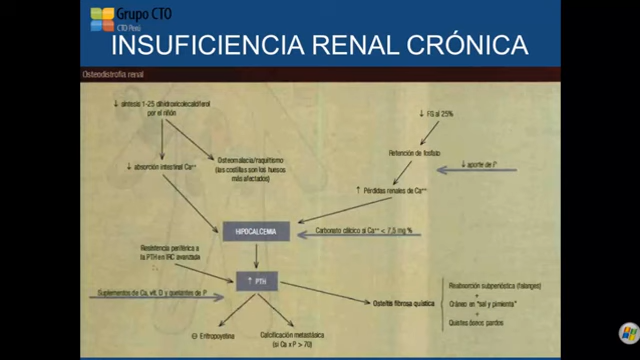 Grupo CTO
CTO Perú
INSUFICIENCIA RENAL CRÓNICA
Osteodistrofia renal
↓ síntesis 1-25 dihidroxicolecalciferol
por el riñón
↓ FG al 25%
Retención de fosfato
↓ aporte de P
↓ absorción intestinal Ca++
Osteomalacia/raquitismo
(las costillas son los huesos
más afectados)
↑ Pérdidas renales de Ca++
HIPOCALCEMIA
Carbonato cálcico si Ca++ < 7,5 mg %
Resistencia periférica a
la PTH en IRC avanzada
↑ PTH
Suplementos de Ca, vit. D y quelantes de P
Osteítis fibrosa quística
Reabsorción subperióstica (falanges)
+
Cráneo en "sal y pimienta"
+
Quistes óseos pardos
⊖ Eritropoyetina
Calcificación metastásica
(si Ca x P > 70)